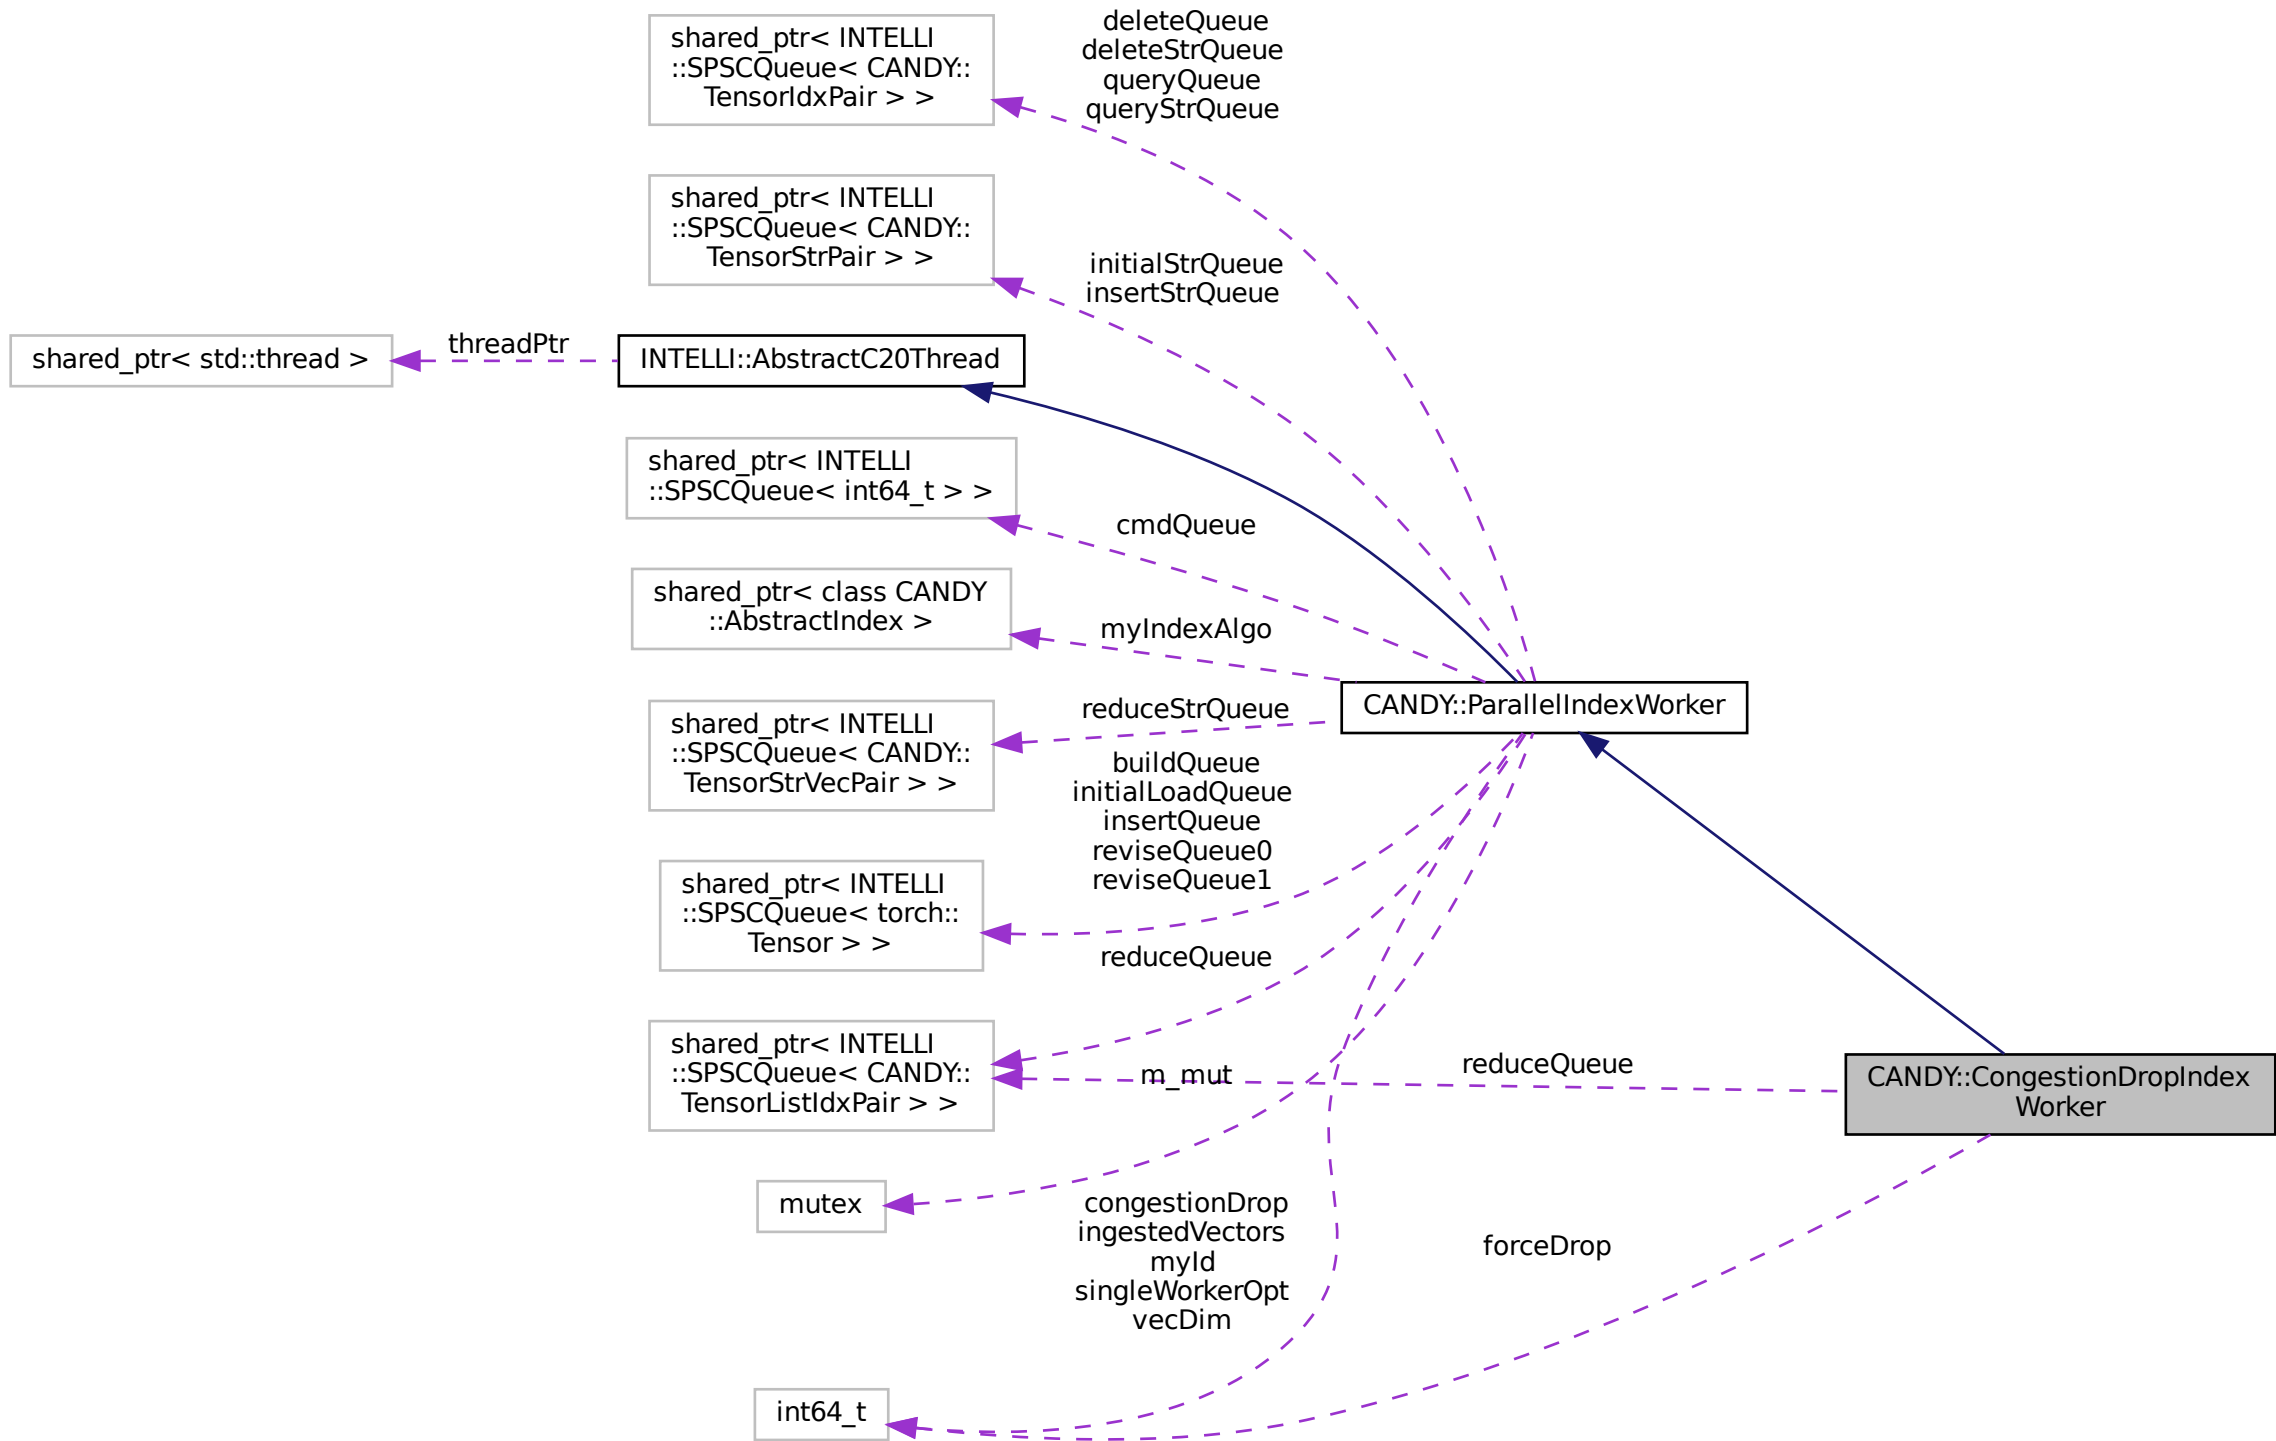 shared_ptr< INTELLI
::SPSCQueue< CANDY::
TensorIdxPair > >
deleteQueue
deleteStrQueue
queryQueue
queryStrQueue
shared_ptr< INTELLI
::SPSCQueue< CANDY::
TensorStrPair > >
initialStrQueue
insertStrQueue
shared_ptr< std::thread >
threadPtr
INTELLI::AbstractC20Thread
shared_ptr< INTELLI
::SPSCQueue< int64_t > >
cmdQueue
shared_ptr< class CANDY
::AbstractIndex >
myIndexAlgo
CANDY::ParallelIndexWorker
shared_ptr< INTELLI
::SPSCQueue< CANDY::
TensorStrVecPair > >
reduceStrQueue
buildQueue
initialLoadQueue
insertQueue
reviseQueue0
reviseQueue1
shared_ptr< INTELLI
::SPSCQueue< torch::
Tensor > >
reduceQueue
shared_ptr< INTELLI
::SPSCQueue< CANDY::
TensorListIdxPair > >
m_mut
reduceQueue
CANDY::CongestionDropIndex
Worker
mutex
congestionDrop
ingestedVectors
myId
singleWorkerOpt
vecDim
forceDrop
int64_t